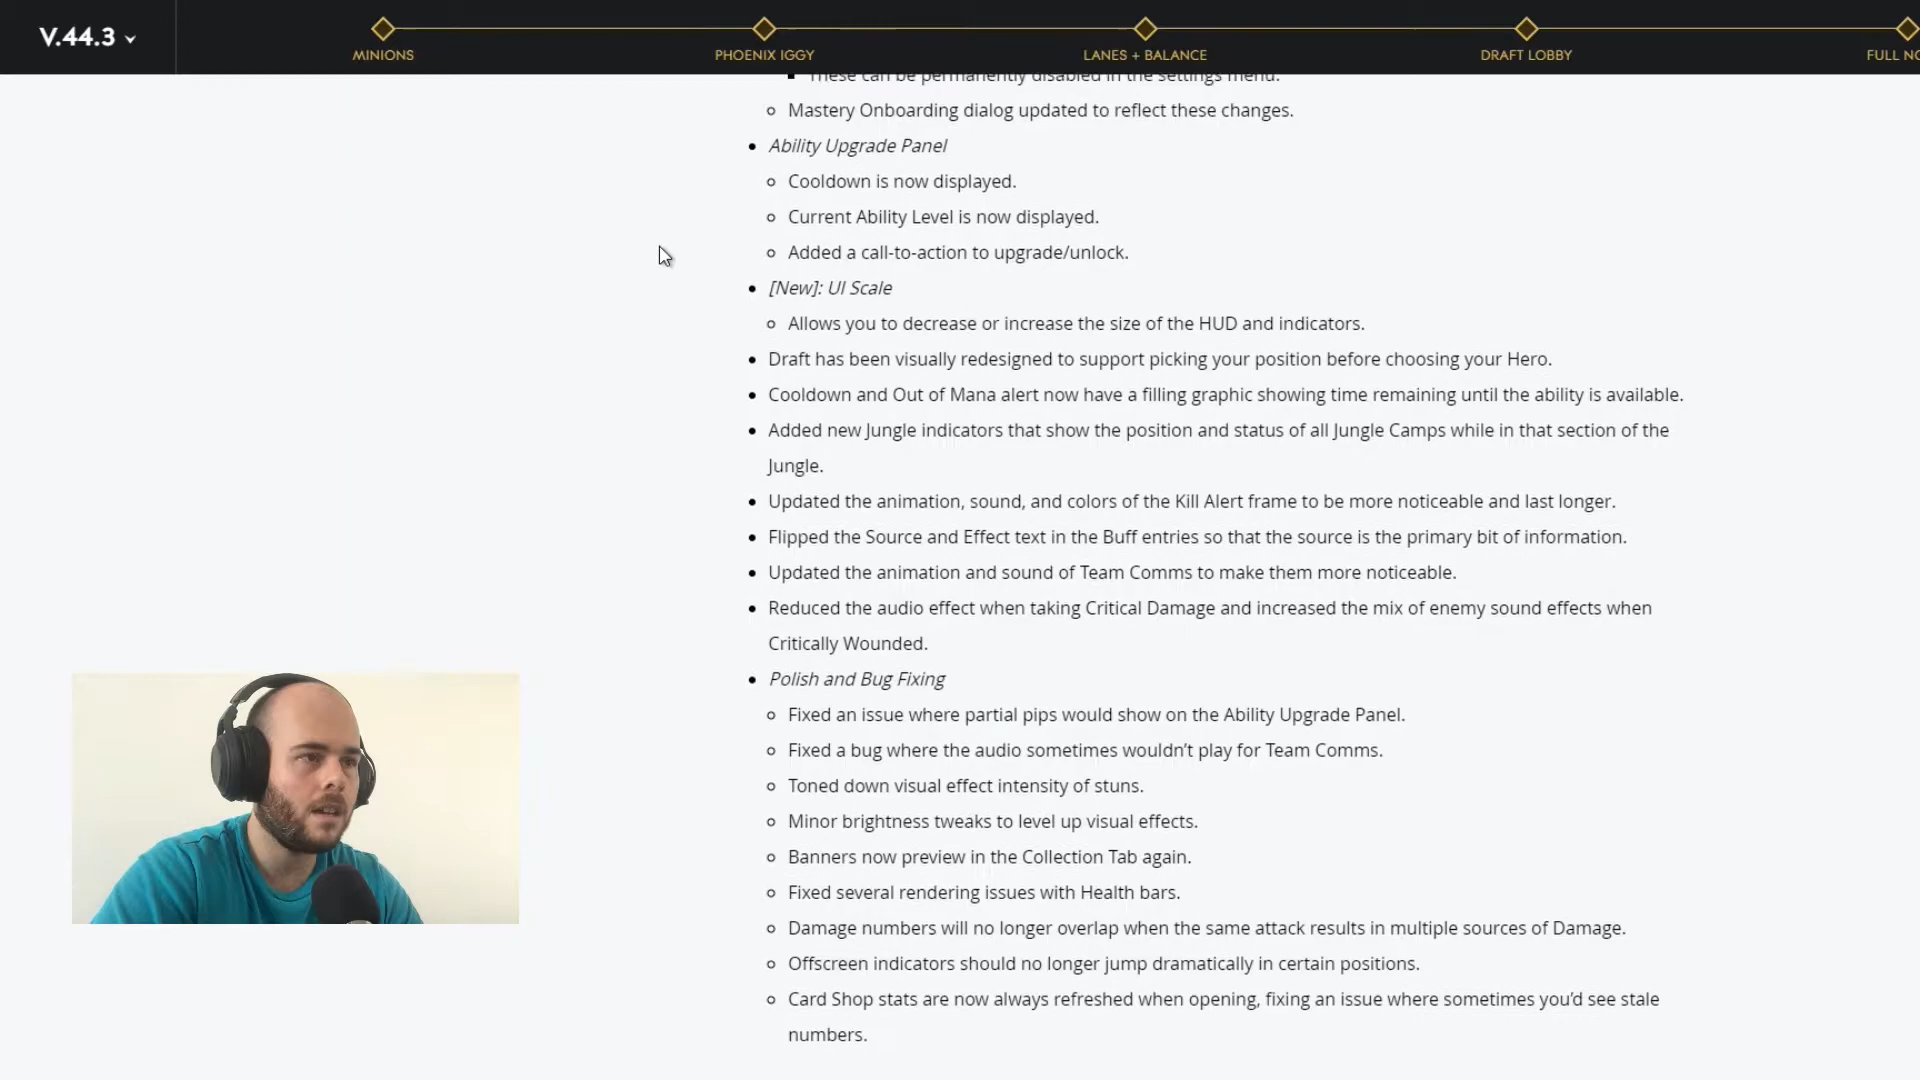 V.44.3
MINIONS
PHOENIX IGGY
LANES + BALANCE
DRAFT LOBBY
FULL
These can be permanently disabled in the settings menu.
Mastery Onboarding dialog updated to reflect these changes.
Ability Upgrade Panel
Cooldown is now displayed.
Current Ability Level is now displayed.
Added a call-to-action to upgrade/unlock.
[New]: UI Scale
Allows you to decrease or increase the size of the HUD and indicators.
Draft has been visually redesigned to support picking your position before choosing your Hero.
Cooldown and Out of Mana alert now have a filling graphic showing time remaining until the ability is available.
Added new Jungle indicators that show the position and status of all Jungle Camps while in that section of the
Jungle.
Updated the animation, sound, and colors of the Kill Alert frame to be more noticeable and last longer.
Flipped the Source and Effect text in the Buff entries so that the source is the primary bit of information.
Updated the animation and sound of Team Comms to make them more noticeable.
Reduced the audio effect when taking Critical Damage and increased the mix of enemy sound effects when
Critically Wounded.
Polish and Bug Fixing
Fixed an issue where partial pips would show on the Ability Upgrade Panel.
Fixed a bug where the audio sometimes wouldn’t play for Team Comms.
Toned down visual effect intensity of stuns.
Minor brightness tweaks to level up visual effects.
Banners now preview in the Collection Tab again.
Fixed several rendering issues with Health bars.
Damage numbers will no longer overlap when the same attack results in multiple sources of Damage.
Offscreen indicators should no longer jump dramatically in certain positions.
Card Shop stats are now always refreshed when opening, fixing an issue where sometimes you’d see stale
numbers.